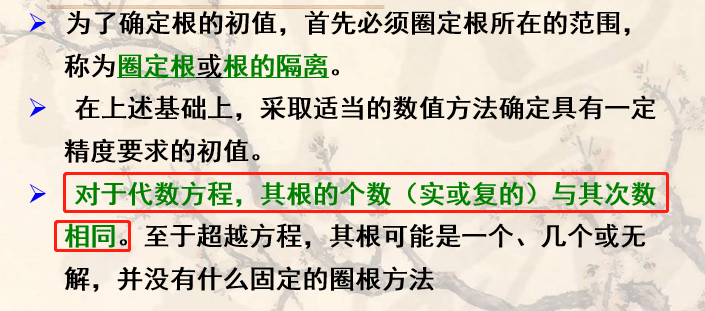 为了确定根的初值，首先必须圈定根所在的范围，
称为圈定根或根的隔离。
在上述基础上，采取适当的数值方法确定具有一定
精度要求的初值。
对于代数方程，其根的个数（实或复的）与其次数
相同。至于超越方程，其根可能是一个、几个或无
解，并没有什么固定的圈根方法